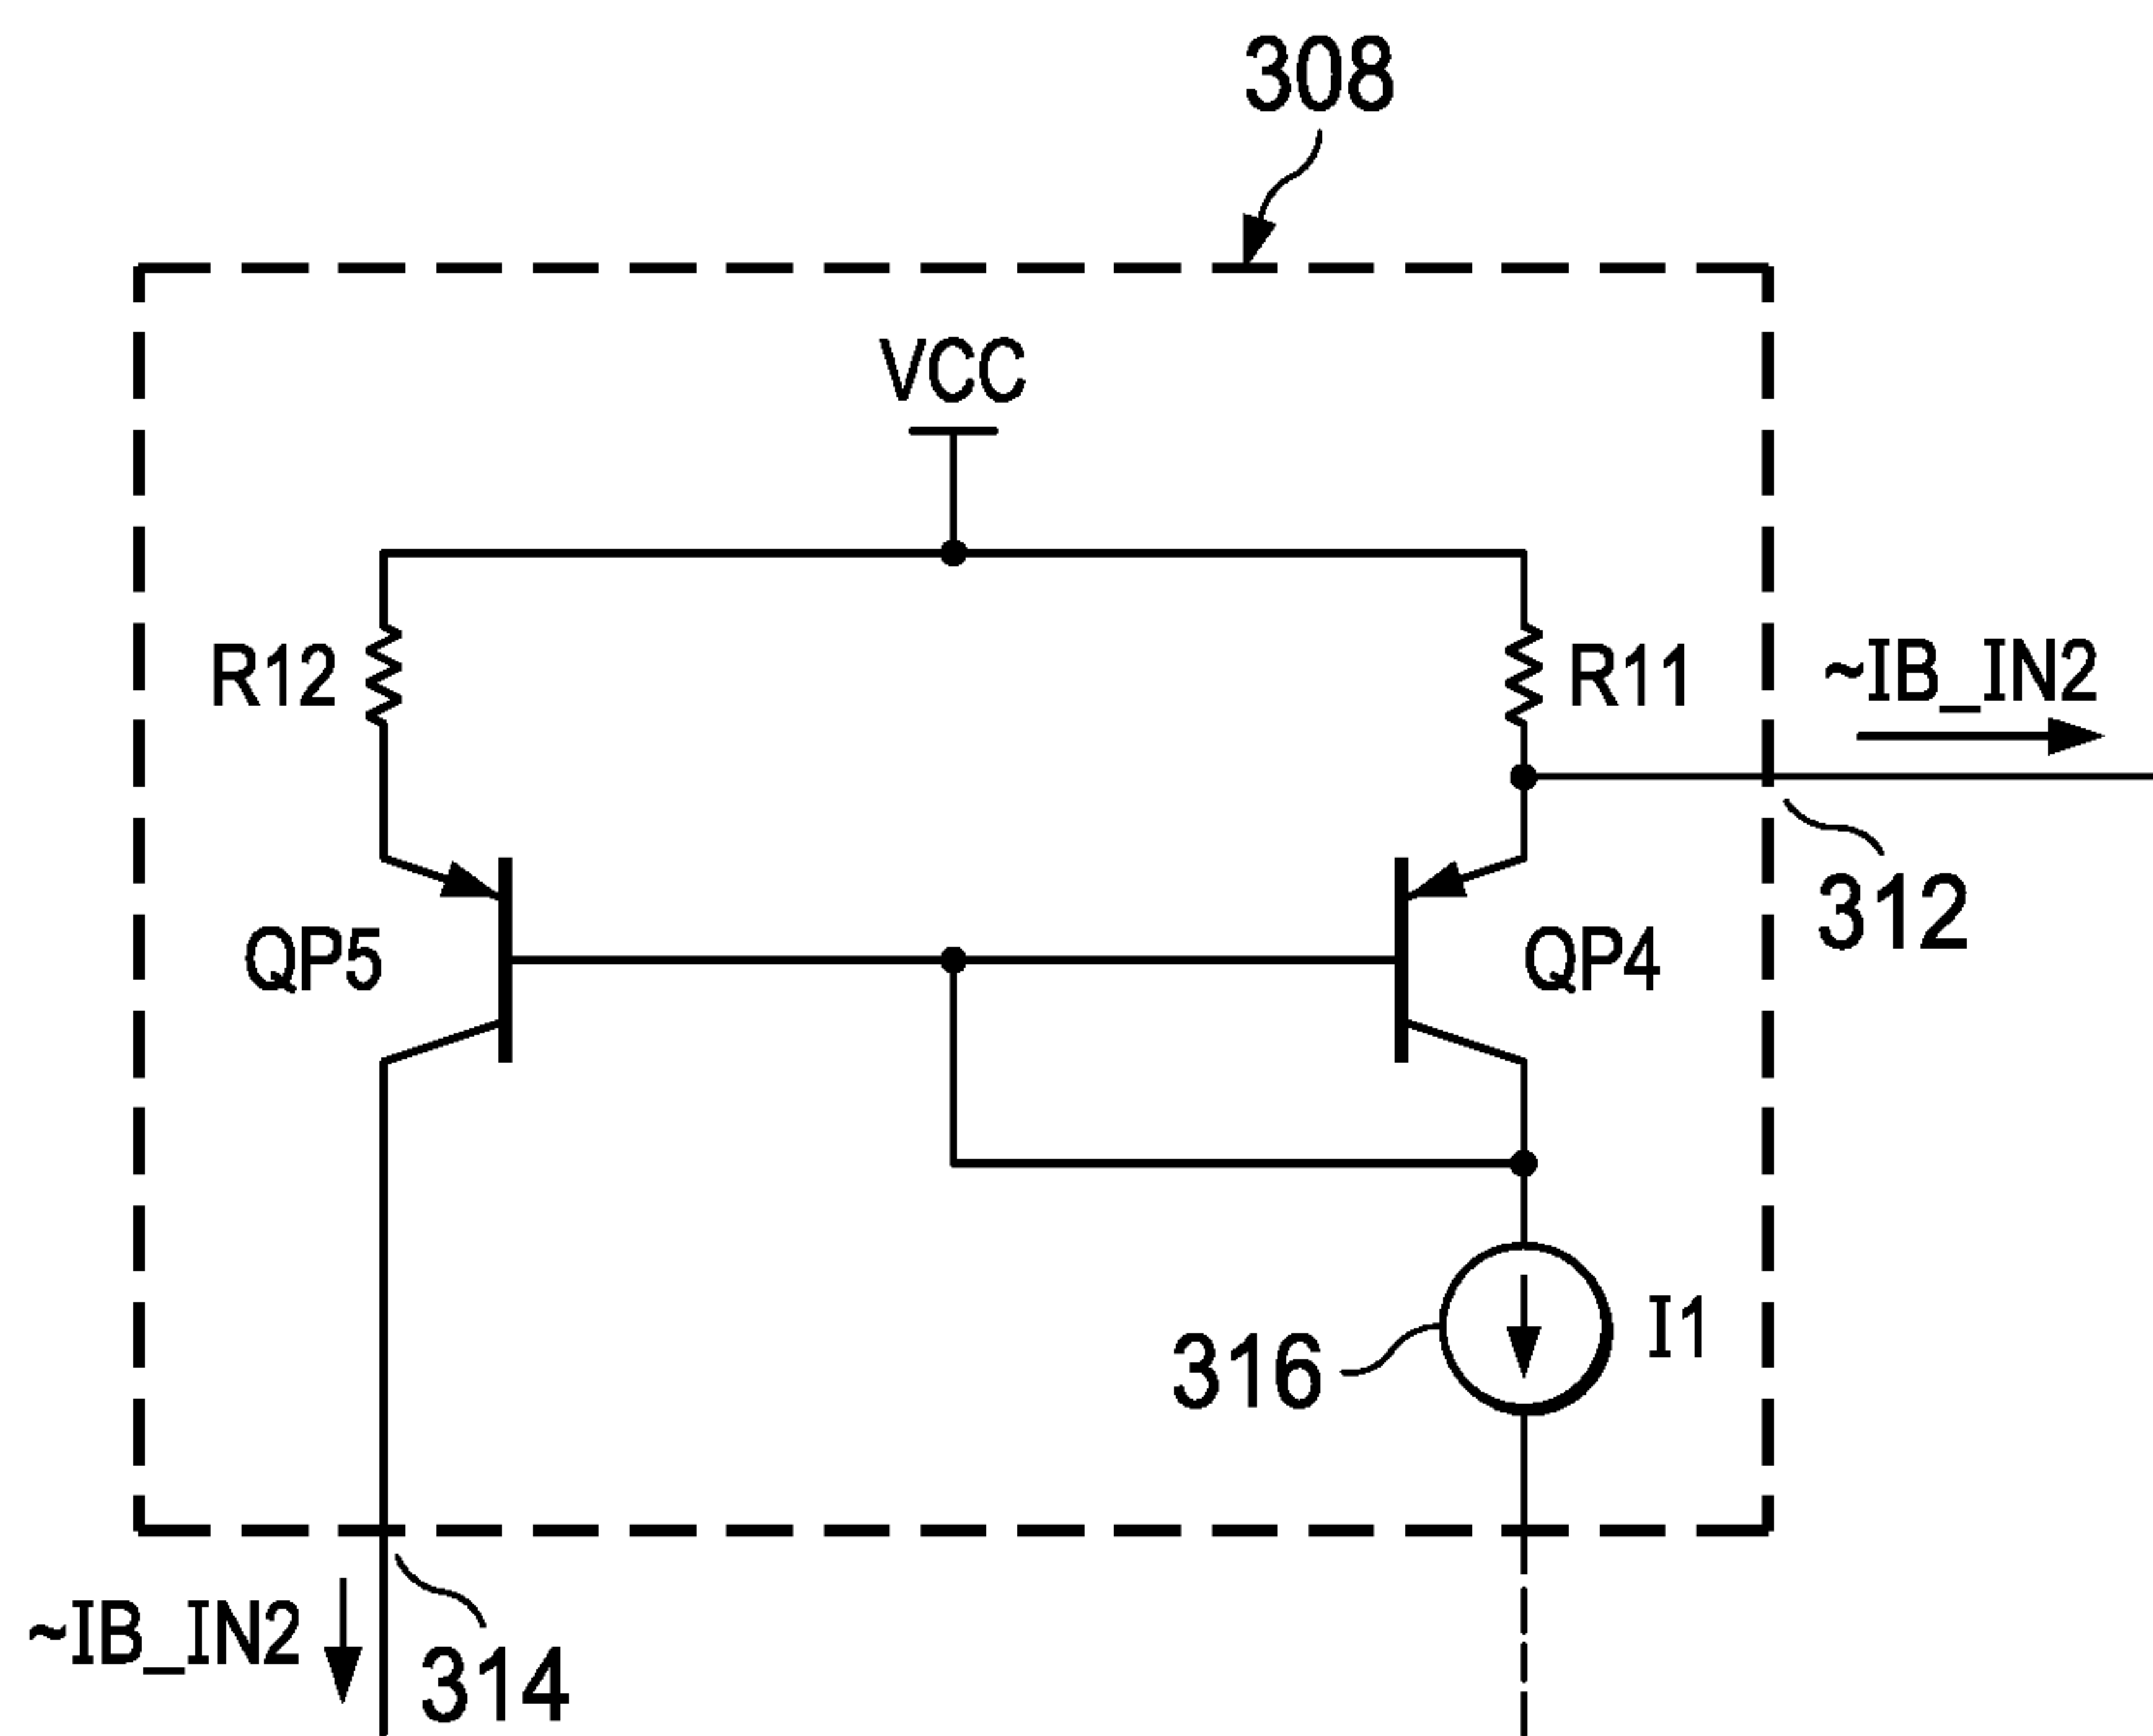 308
VCC
R12
R11
~IB_IN2
312
QP5
QP4
316
I1
~IB_IN2
314